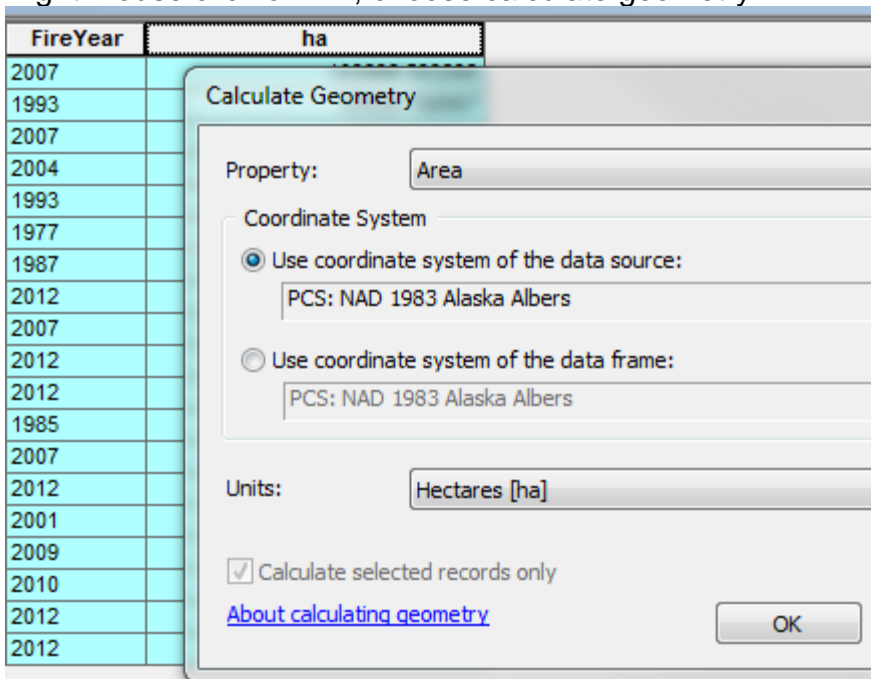 FireYear ha
2007
1993
2007
2004
1993
1977
1987
2012
2007
2012
2012
1985
2007
2012
2001
2009
2010
2012
2012
Calculate Geometry
Property: Area
Coordinate System
Use coordinate system of the data source:
PCS: NAD 1983 Alaska Albers
Use coordinate system of the data frame:
PCS: NAD 1983 Alaska Albers
Units: Hectares [ha]
Calculate selected records only
About calculating geometry
OK